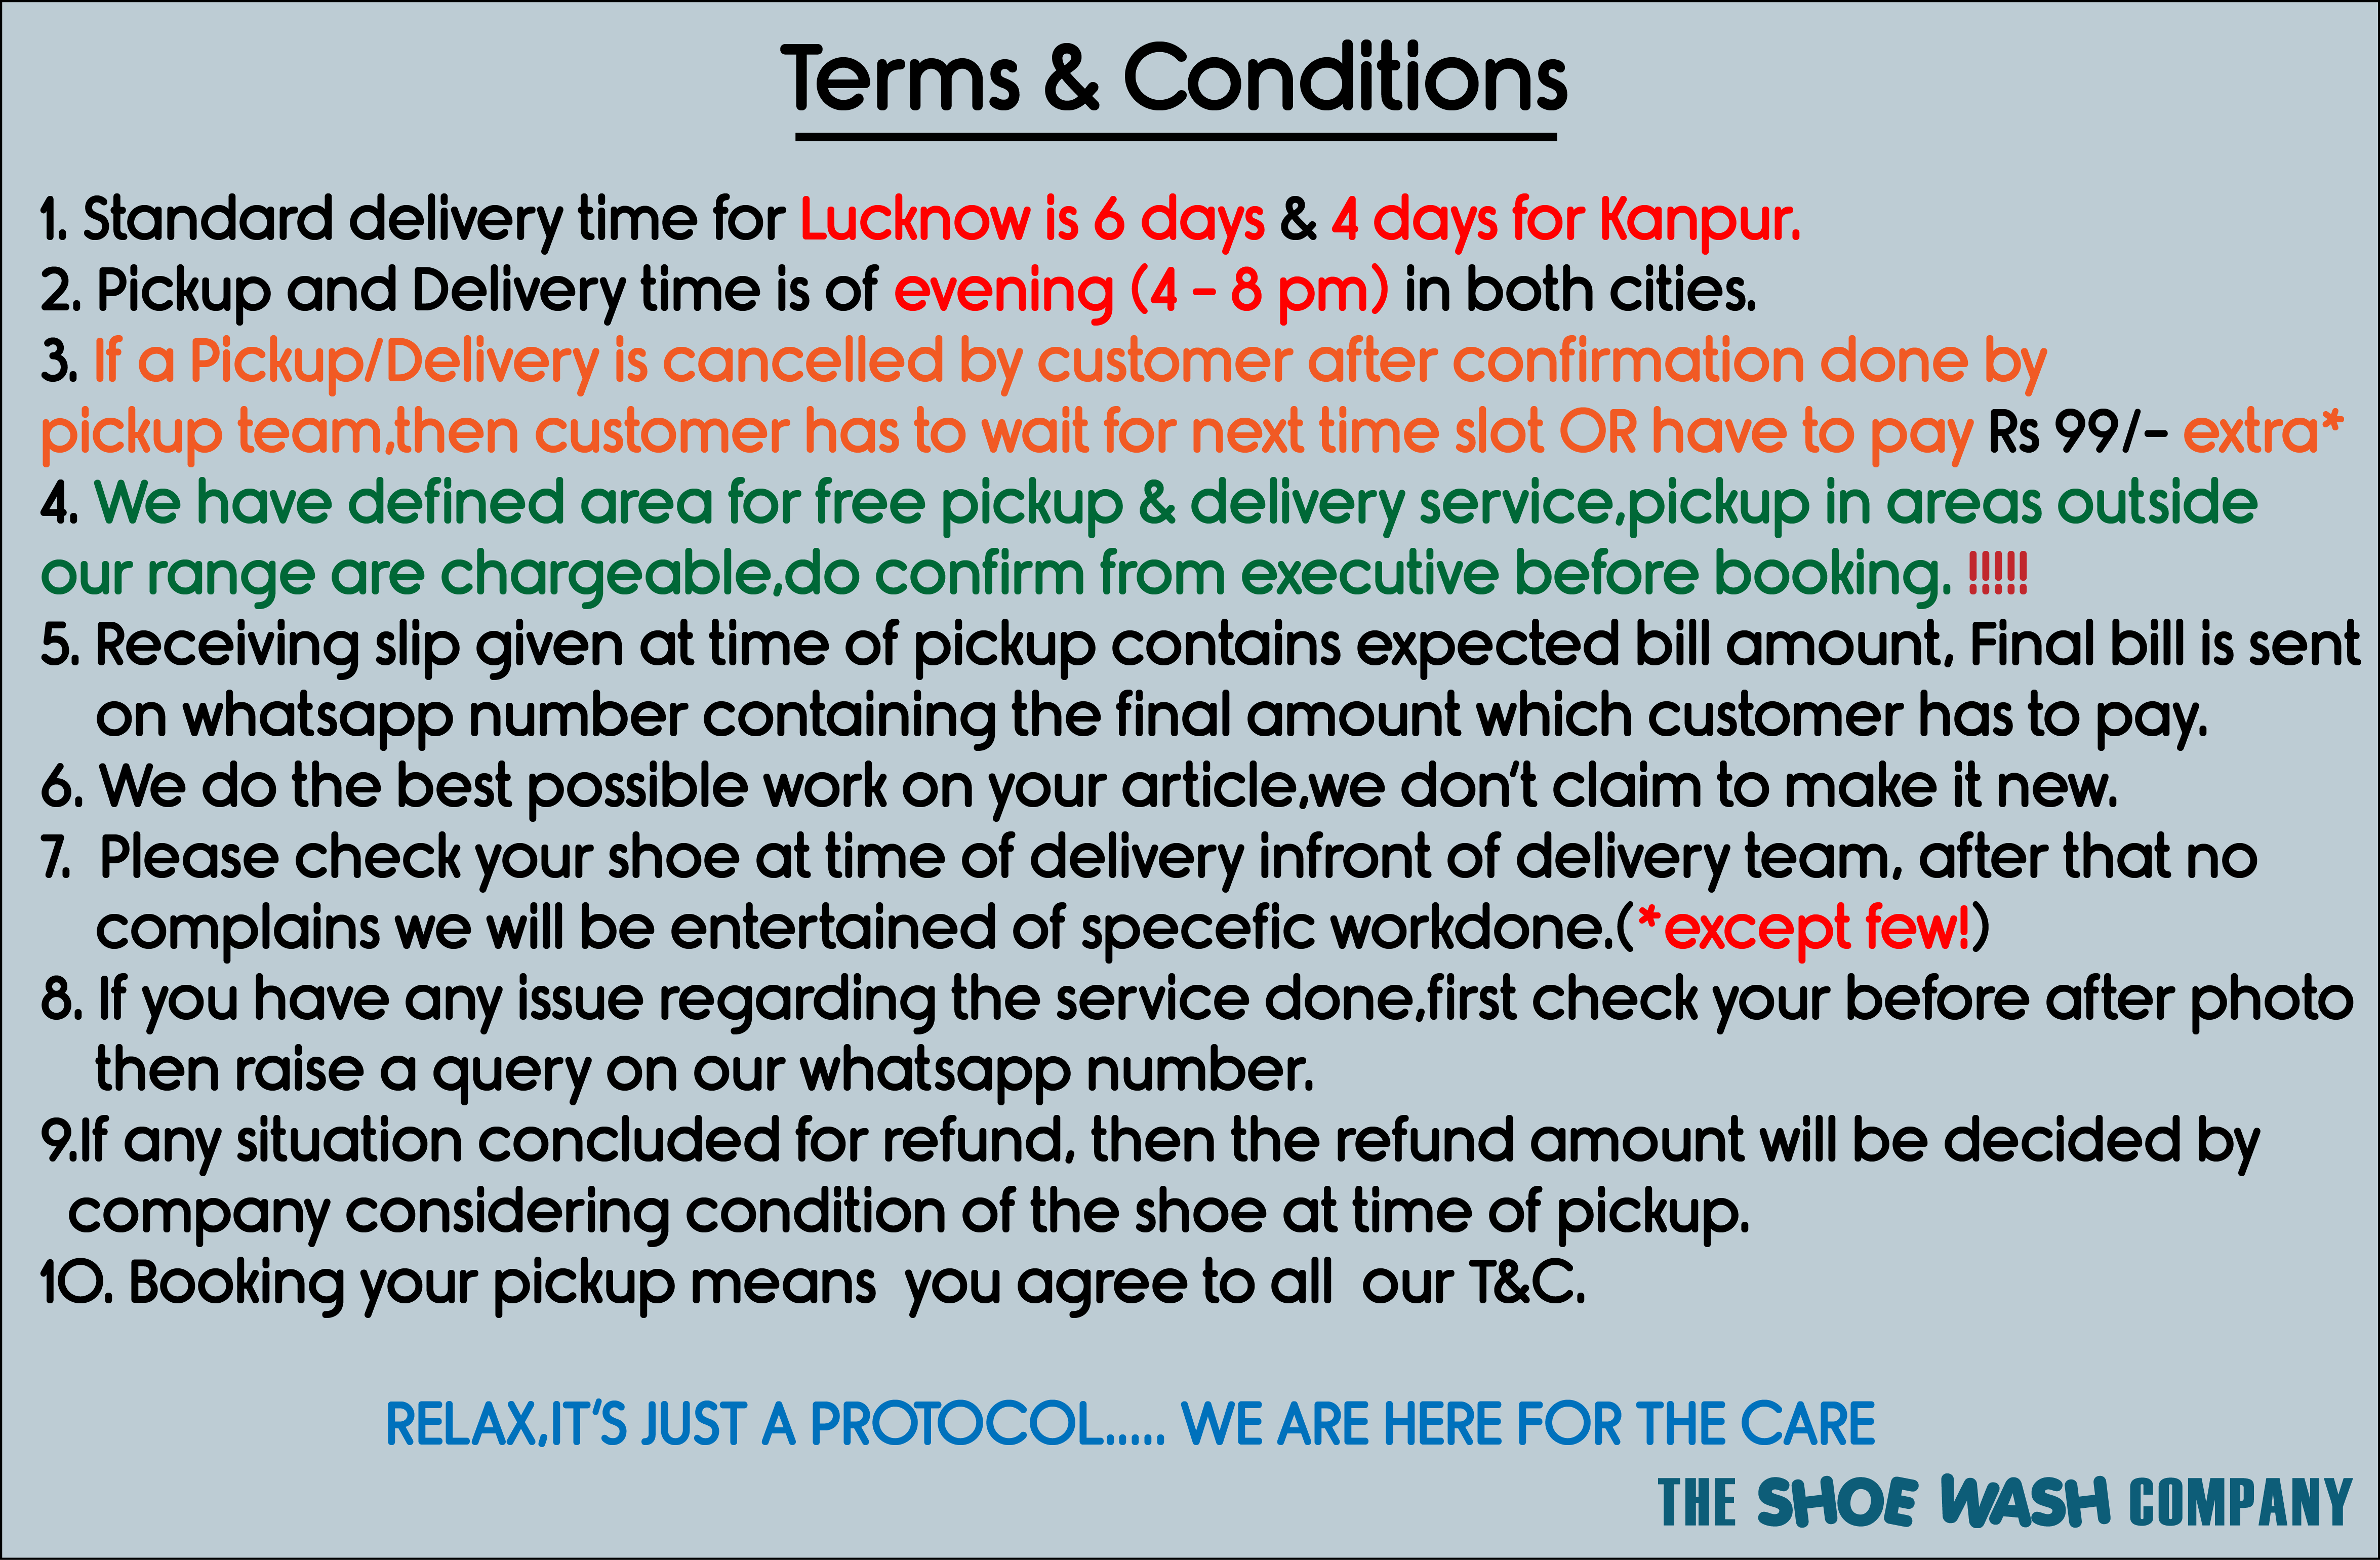 Terms & Conditions
1. Standard delivery time for Lucknow is 6 days & 4 days for Kanpur.
2. Pickup and Delivery time is of evening (4 - 8 pm) in both cities.
3. If a Pickup/Delivery is cancelled by customer after confirmation done by
pickup team,then customer has to wait for next time slot OR have to pay Rs 99/- extra*
4. We have defined area for free pickup & delivery service,pickup in areas outside
our range are chargeable,do confirm from executive before booking. !!!!!
5. Receiving slip given at time of pickup contains expected bill amount, Final bill is sent
on whatsapp number containing the final amount which customer has to pay.
6. We do the best possible work on your article,we don't claim to make it new.
7. Please check your shoe at time of delivery infront of delivery team, after that no
complains we will be entertained of specefic workdone.(*except few!)
8. If you have any issue regarding the service done,first check your before after photo
then raise a query on our whatsapp number.
9.If any situation concluded for refund, then the refund amount will be decided by
company considering condition of the shoe at time of pickup.
10. Booking your pickup means you agree to all our T&C.
RELAX,IT'S JUST A PROTOCOL..... WE ARE HERE FOR THE CARE
THE SHOE WASH COMPANY